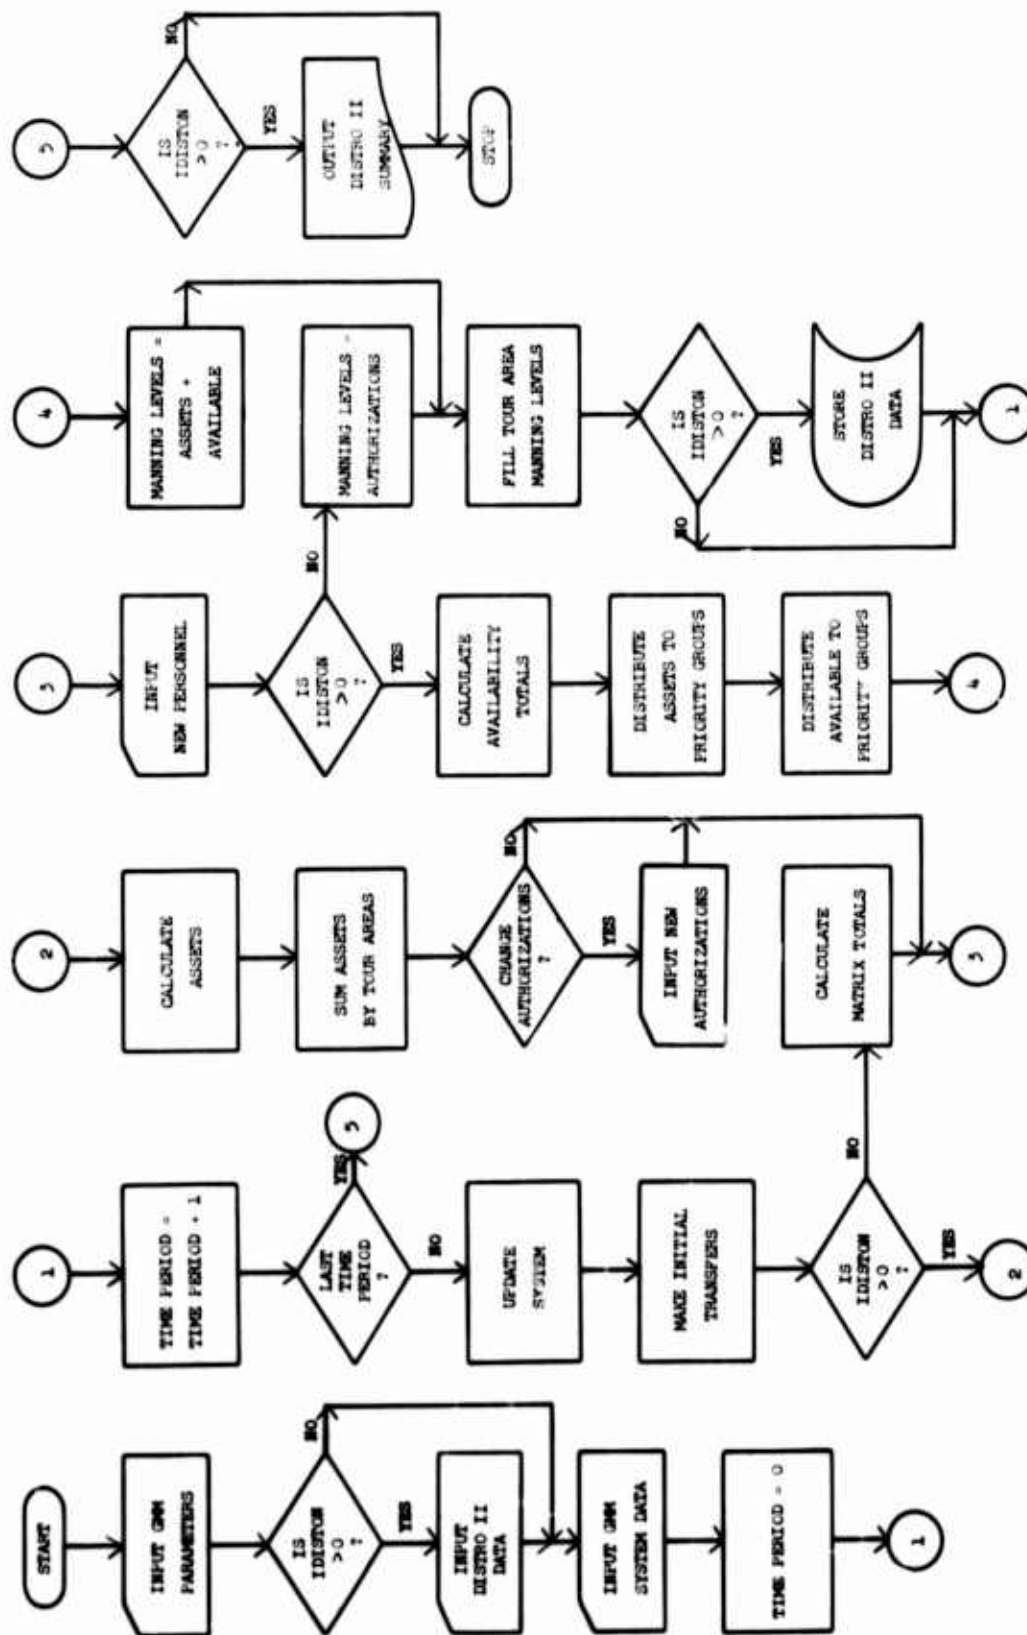 START
INPUT GMM
PARAMETERS
IS
IDISTON
>0
?
NO
YES
INPUT
DISTRO II
DATA
INPUT GMM
SYSTEM DATA
TIME PERIOD = 0
1
1
TIME PERIOD =
TIME PERIOD + 1
LAST
TIME
PERIOD
?
YES
5
NO
UPDATE
SYSTEM
MAKE INITIAL
TRANSFERS
IS
IDISTON
>0
?
NO
YES
2
2
CALCULATE
ASSETS
SUM ASSETS
BY TOUR AREAS
CHANGE
AUTHORIZATIONS
?
NO
YES
INPUT NEW
AUTHORIZATIONS
CALCULATE
MATRIX TOTALS
3
3
INPUT
NEW PERSONNEL
IS
IDISTON
>0
?
NO
YES
CALCULATE
AVAILABILITY
TOTALS
DISTRIBUTE
ASSETS TO
PRIORITY GROUPS
DISTRIBUTE
AVAILABLE TO
PRIORITY GROUPS
4
4
MANNING LEVELS =
ASSETS +
AVAILABLE
MANNING LEVELS =
AUTHORIZATIONS
FILL TOUR AREA
MANNING LEVELS
IS
IDISTON
>0
?
NO
YES
STORE
DISTRO II
DATA
1
5
IS
IDISTON
>0
?
NO
YES
OUTPUT
DISTRO II
SUMMARY
STOP